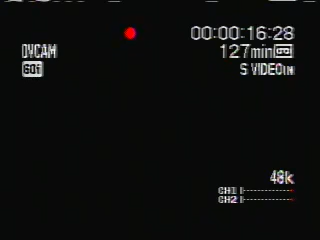 00:00:16:28
DVCAM 127min
60i S VIDEO IN
48k
CH1
CH2